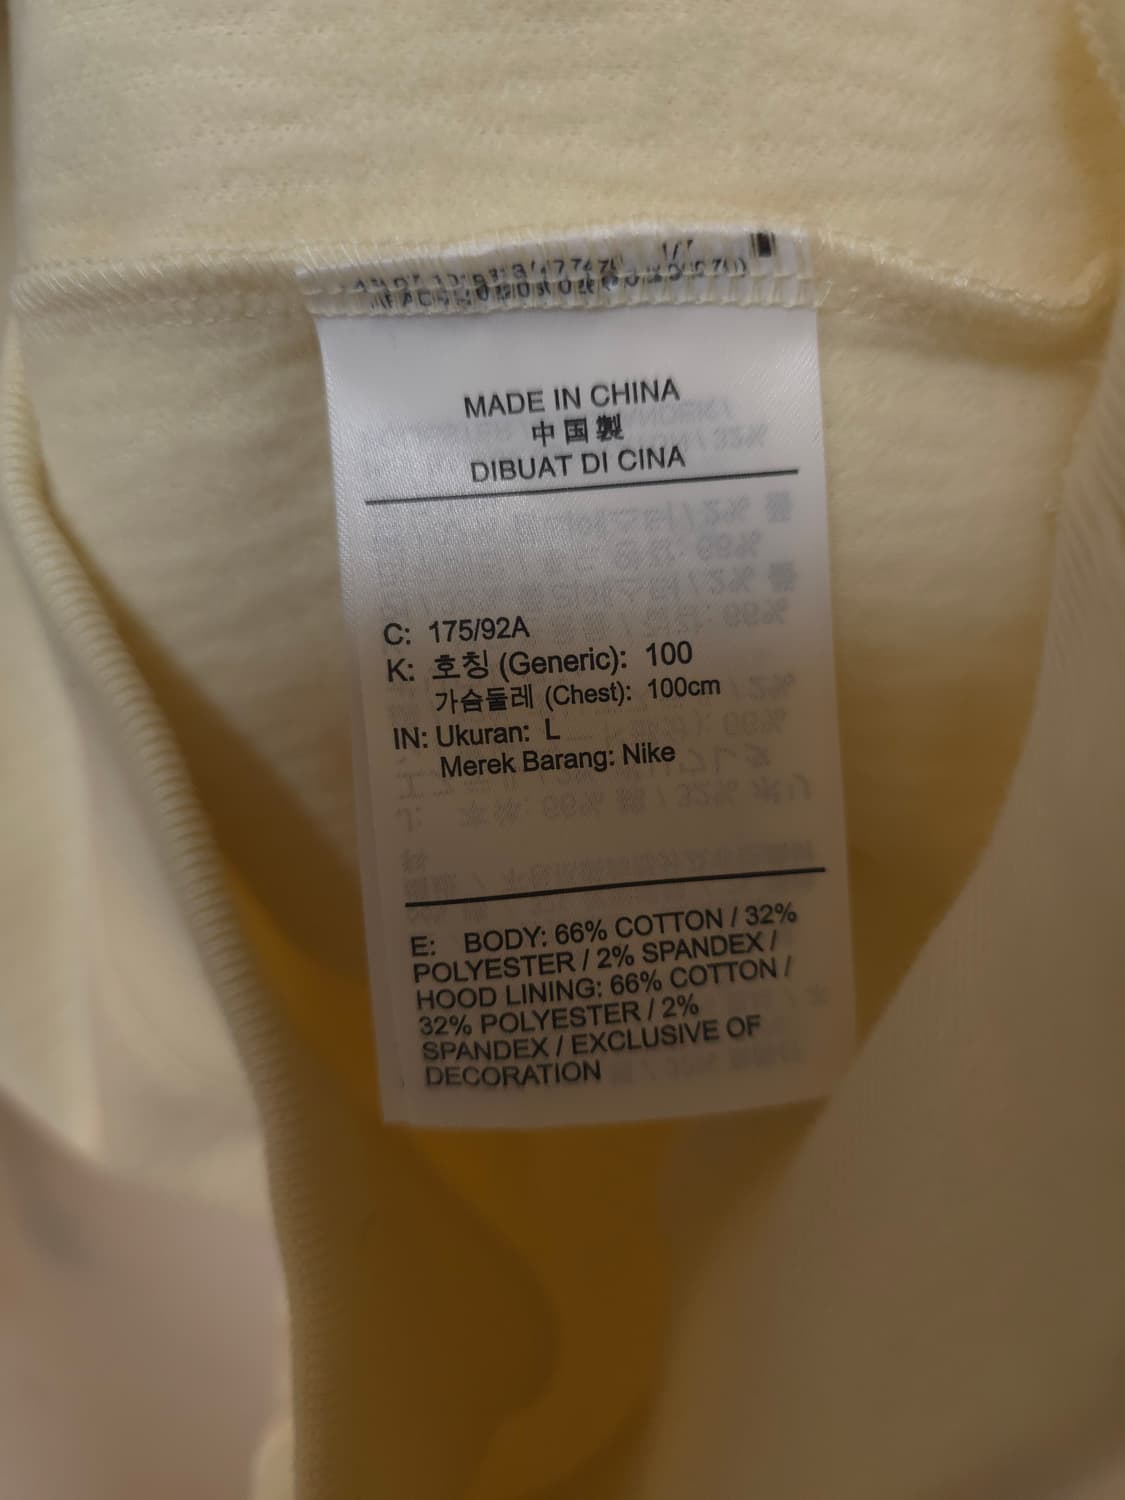 MADE IN CHINA
中国製
DIBUAT DI CINA
C: 175/92A
K: 호칭 (Generic): 100
가슴둘레 (Chest): 100cm
IN: Ukuran: L
Merek Barang: Nike
E: BODY: 66% COTTON / 32%
POLYESTER / 2% SPANDEX /
HOOD LINING: 66% COTTON /
32% POLYESTER / 2%
SPANDEX / EXCLUSIVE OF
DECORATION